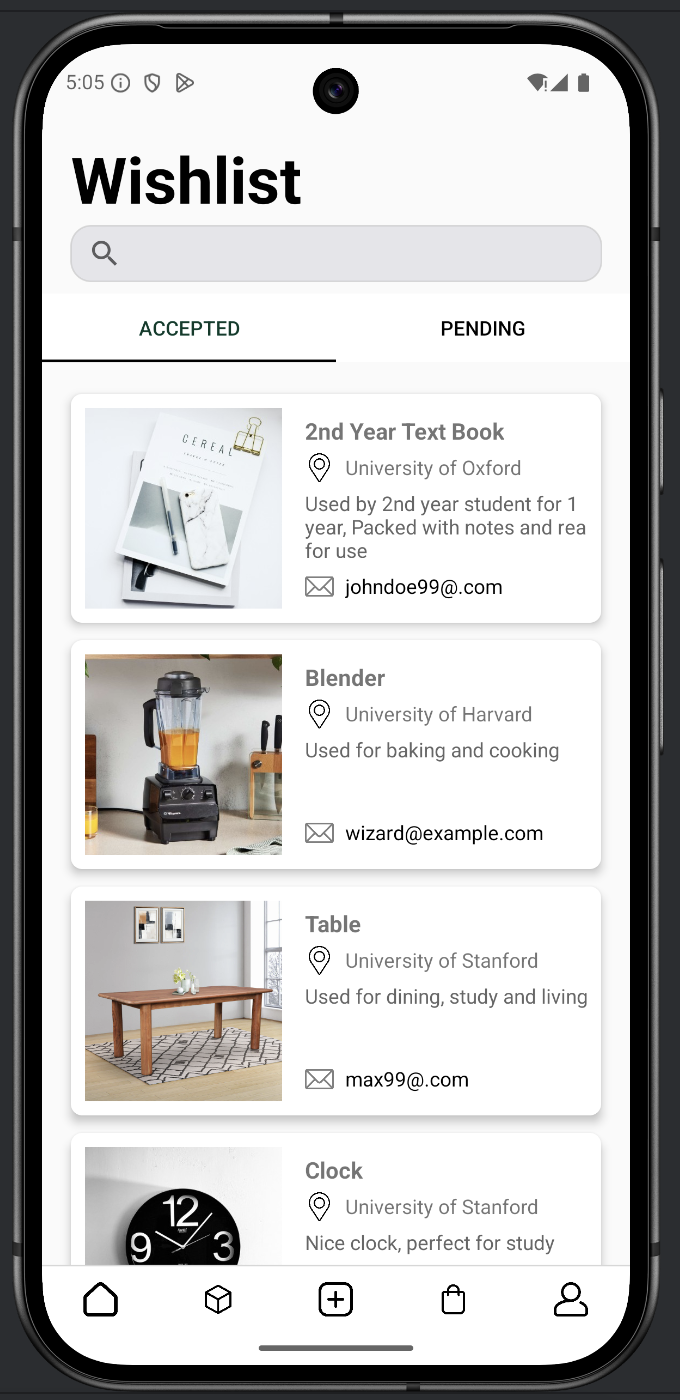 5:05
Wishlist
ACCEPTED
PENDING
CEREAL
2nd Year Text Book
University of Oxford
Used by 2nd year student for 1
year, Packed with notes and rea
for use
johndoe99@.com
Blender
University of Harvard
Used for baking and cooking
wizard@example.com
Table
University of Stanford
Used for dining, study and living
max99@.com
12
9
3
Clock
University of Stanford
Nice clock, perfect for study